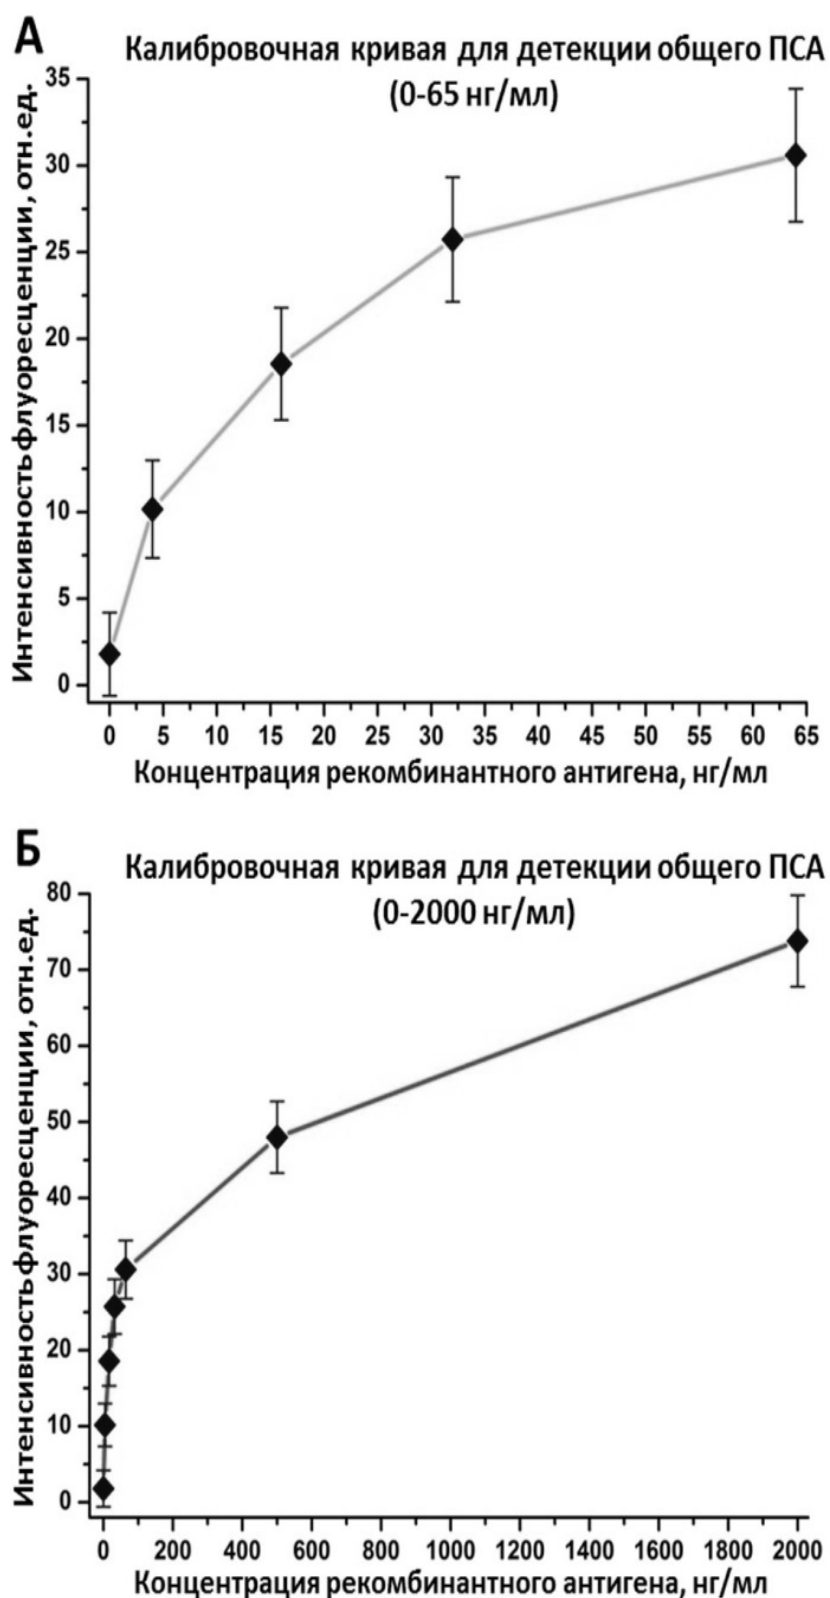 А
Калибровочная кривая для детекции общего ПСА
(0-65 нг/мл)
Интенсивность флуоресценции, отн.ед.
35
30
25
20
15
10
5
0
0 5 10 15 20 25 30 35 40 45 50 55 60 65
Концентрация рекомбинантного антигена, нг/мл
Б
Калибровочная кривая для детекции общего ПСА
(0-2000 нг/мл)
Интенсивность флуоресценции, отн.ед.
80
70
60
50
40
30
20
10
0
0 200 400 600 800 1000 1200 1400 1600 1800 2000
Концентрация рекомбинантного антигена, нг/мл